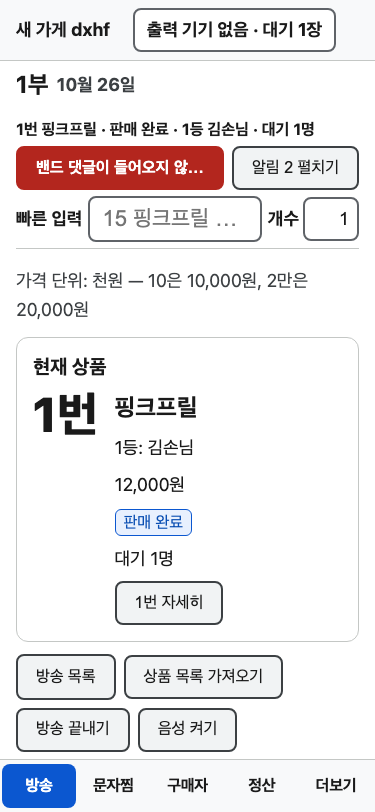 새 가게 dxhf
출력 기기 없음 · 대기 1장
1부 10월 26일
1번 핑크프릴 · 판매 완료 · 1등 김손님 · 대기 1명
밴드 댓글이 들어오지 않...
알림 2 펼치기
빠른 입력 15 핑크프릴 ... 개수 1
가격 단위: 천원 — 10은 10,000원, 2만은
20,000원
현재 상품
1번 핑크프릴
1등: 김손님
12,000원
판매 완료
대기 1명
1번 자세히
방송 목록 상품 목록 가져오기
방송 끝내기 음성 켜기
방송 문자찜 구매자 정산 더보기